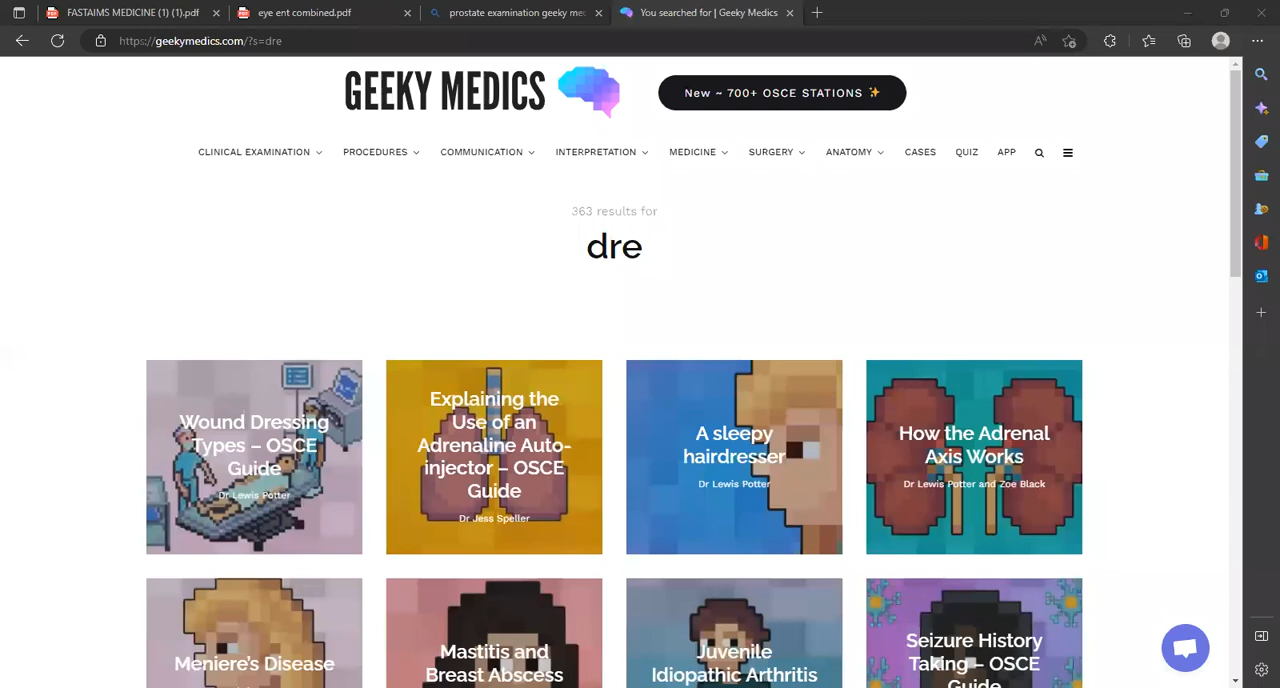 FASTAIMS MEDICINE (1) (1).pdf
eye ent combined.pdf
prostate examination geeky med
You searched for | Geeky Medics
https://geekymedics.com/?s=dre
GEEKY MEDICS
New ~ 700+ OSCE STATIONS ✨
CLINICAL EXAMINATION
PROCEDURES
COMMUNICATION
INTERPRETATION
MEDICINE
SURGERY
ANATOMY
CASES
QUIZ
APP
363 results for
dre
Wound Dressing
Types – OSCE
Guide
Dr Lewis Potter
Explaining the
Use of an
Adrenaline Auto-
injector – OSCE
Guide
Dr Jess Speller
A sleepy
hairdresser
Dr Lewis Potter
How the Adrenal
Axis Works
Dr Lewis Potter and Zoe Black
Meniere's Disease
Mastitis and
Breast Abscess
Juvenile
Idiopathic Arthritis
Seizure History
Taking – OSCE
Guide